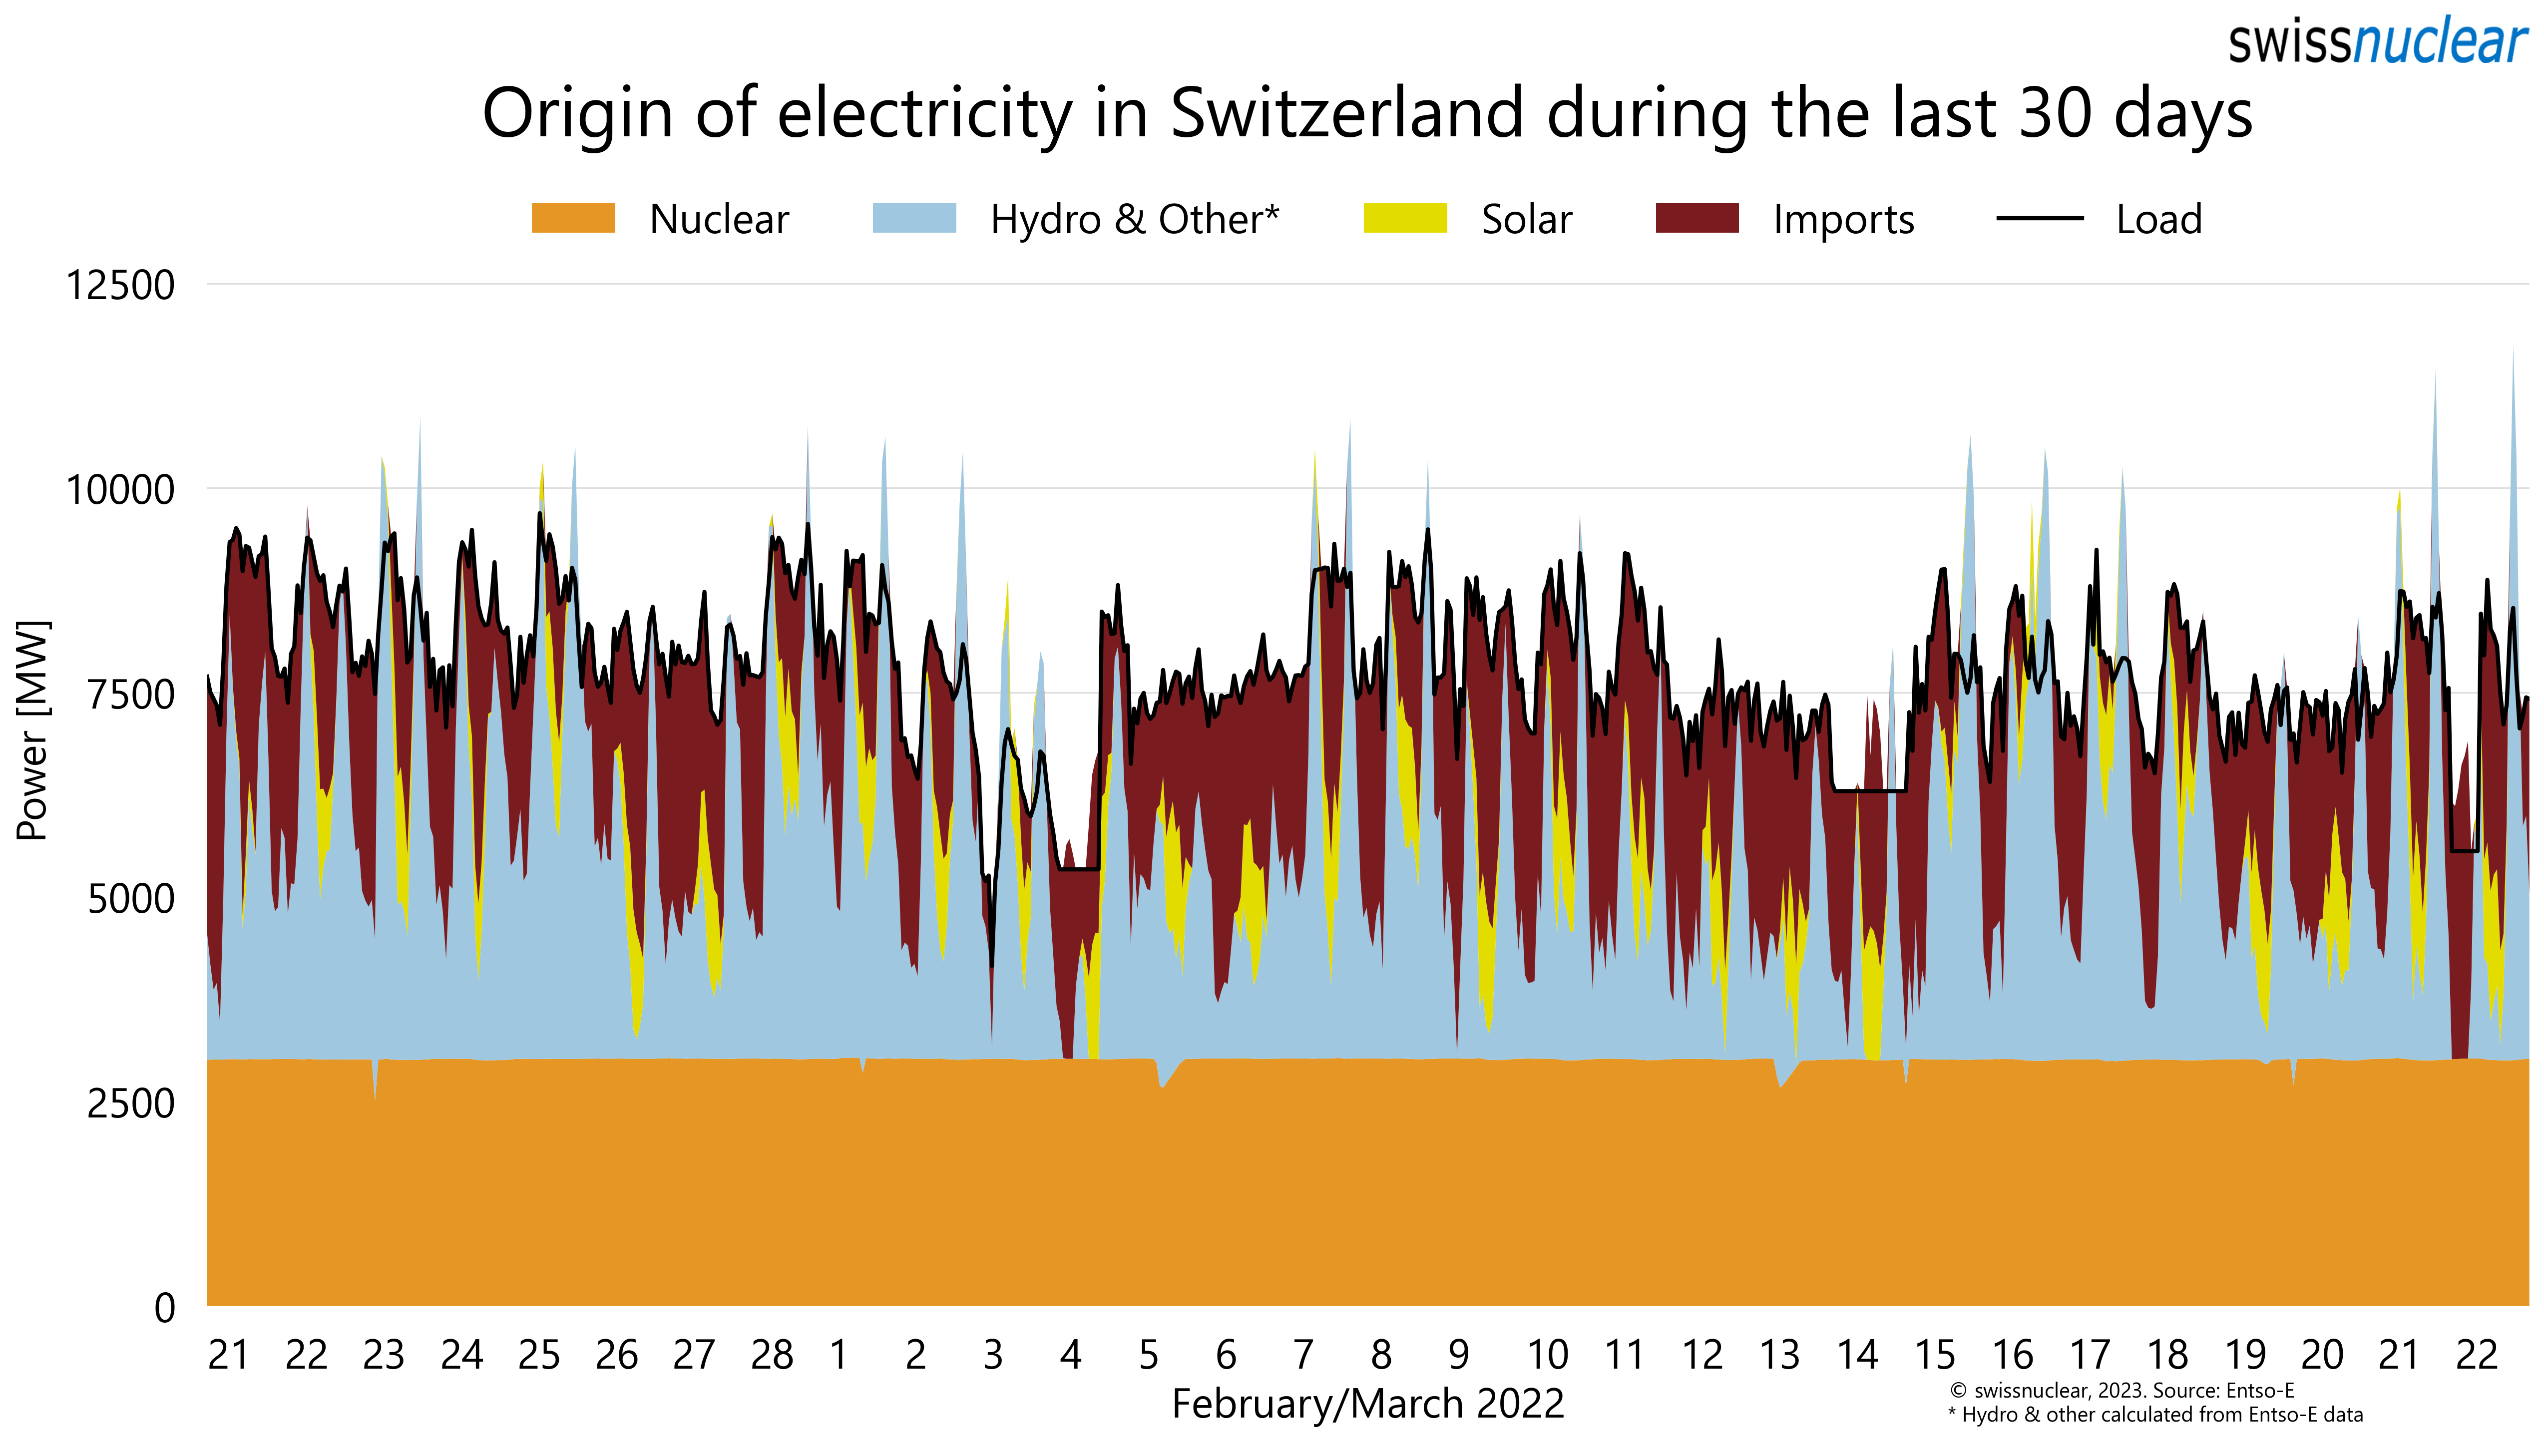 swissnuclear
Origin of electricity in Switzerland during the last 30 days
Nuclear Hydro & Other* Solar Imports Load
12500
10000
7500
5000
2500
0
Power [MW]
21 22 23 24 25 26 27 28 1 2 3 4 5 6 7 8 9 10 11 12 13 14 15 16 17 18 19 20 21 22
February/March 2022
© swissnuclear, 2023. Source: Entso-E
* Hydro & other calculated from Entso-E data